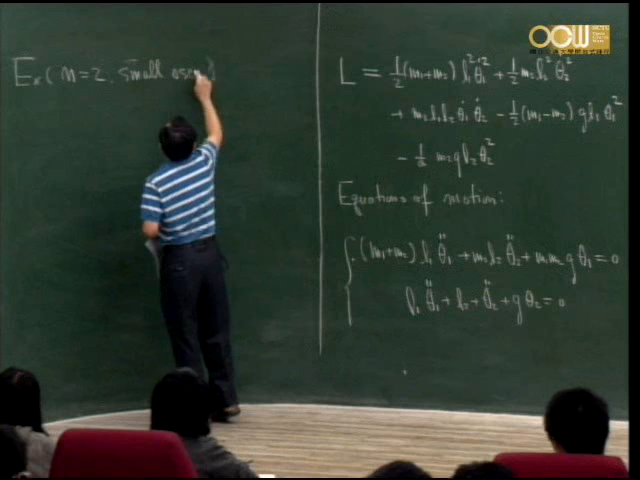 Ex (n=2, small osci
L = ½(m₁+m₂) l₁² θ̇₁² + ½ m₂ l₂² θ̇₂²
+ m₂ l₁ l₂ θ̇₁ θ̇₂ - ½(m₁-m₂) g l₁ θ₁²
- ½ m₂ g l₂ θ₂²
Equations of motion:
(m₁+m₂) l₁ θ̈₁ + m₂ l₂ θ̈₂ + m₁ m₂ g θ₁ = 0
l₁ θ̈₁ + l₂ + θ̈₂ + g θ₂ = 0
OCW